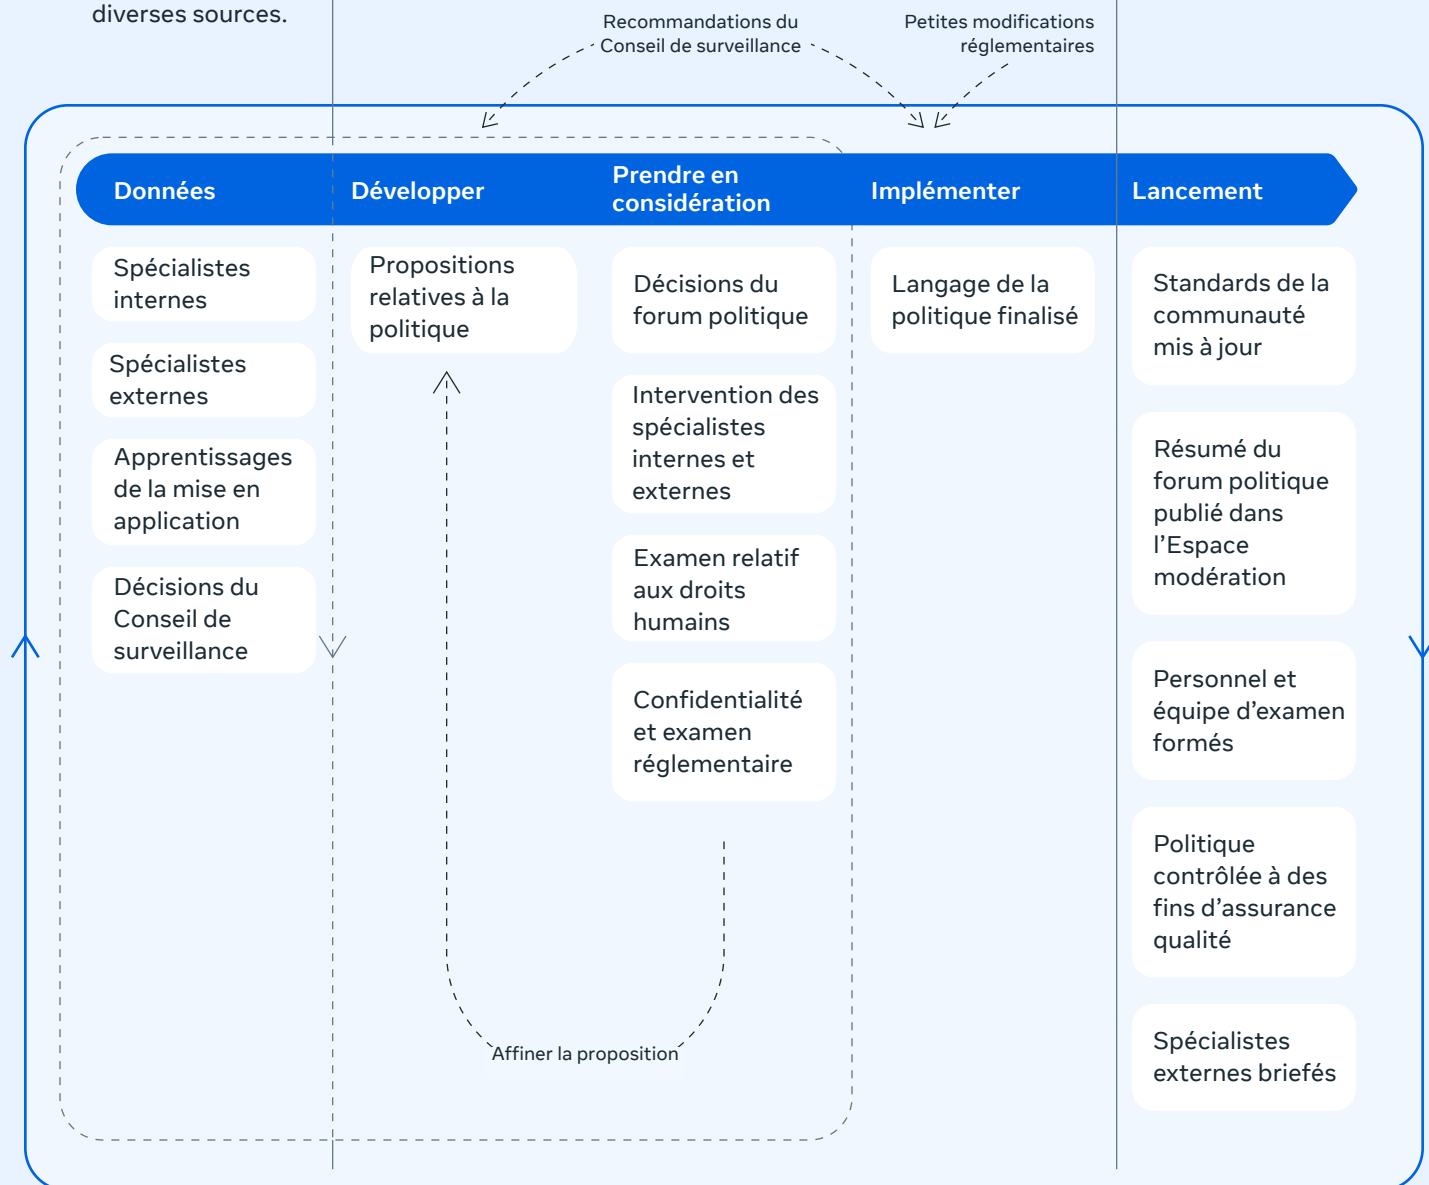 diverses sources.
Recommandations du
Conseil de surveillance
Petites modifications
réglementaires
Données
Développer
Prendre en
considération
Implémenter
Lancement
Spécialistes
internes
Spécialistes
externes
Apprentissages
de la mise en
application
Décisions du
Conseil de
surveillance
Propositions
relatives à la
politique
Décisions du
forum politique
Intervention des
spécialistes
internes et
externes
Examen relatif
aux droits
humains
Confidentialité
et examen
réglementaire
Affiner la proposition
Langage de la
politique finalisé
Standards de la
communauté
mis à jour
Résumé du
forum politique
publié dans
l’Espace
modération
Personnel et
équipe d’examen
formés
Politique
contrôlée à des
fins d’assurance
qualité
Spécialistes
externes briefés